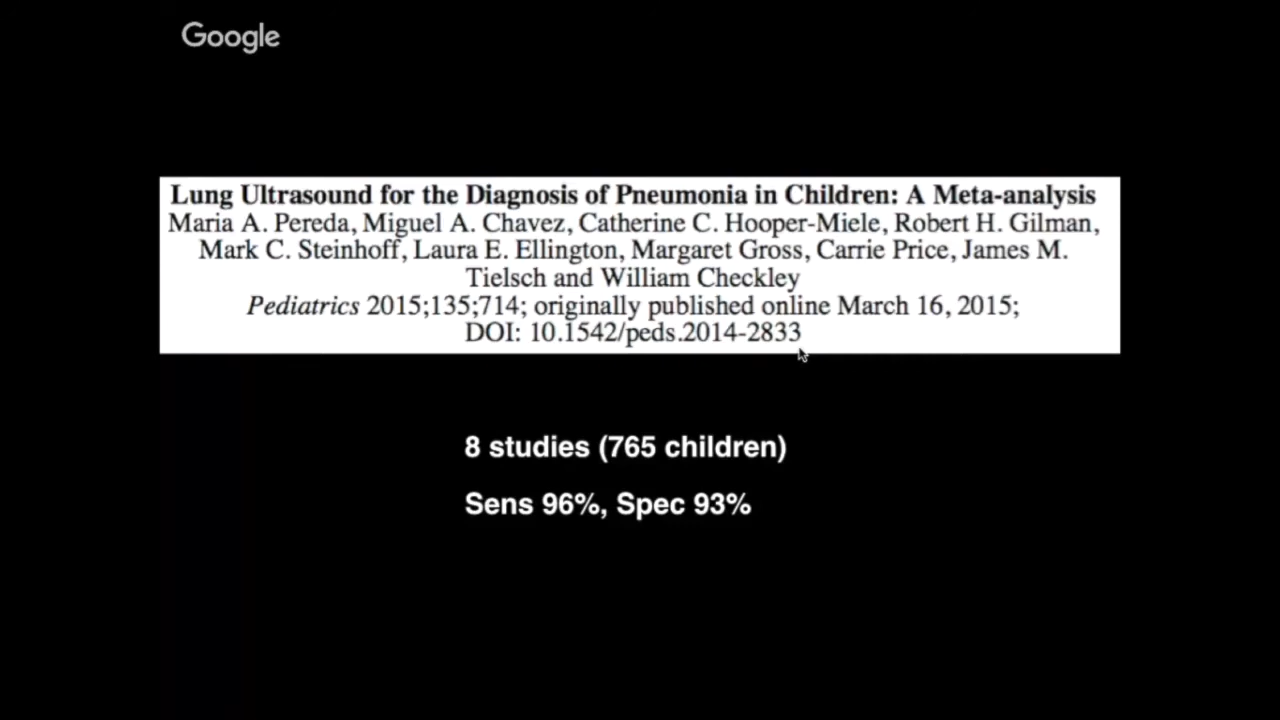 Google
Lung Ultrasound for the Diagnosis of Pneumonia in Children: A Meta-analysis
Maria A. Pereda, Miguel A. Chavez, Catherine C. Hooper-Miele, Robert H. Gilman,
Mark C. Steinhoff, Laura E. Ellington, Margaret Gross, Carrie Price, James M.
Tielsch and William Checkley
Pediatrics 2015;135;714; originally published online March 16, 2015;
DOI: 10.1542/peds.2014-2833
8 studies (765 children)
Sens 96%, Spec 93%